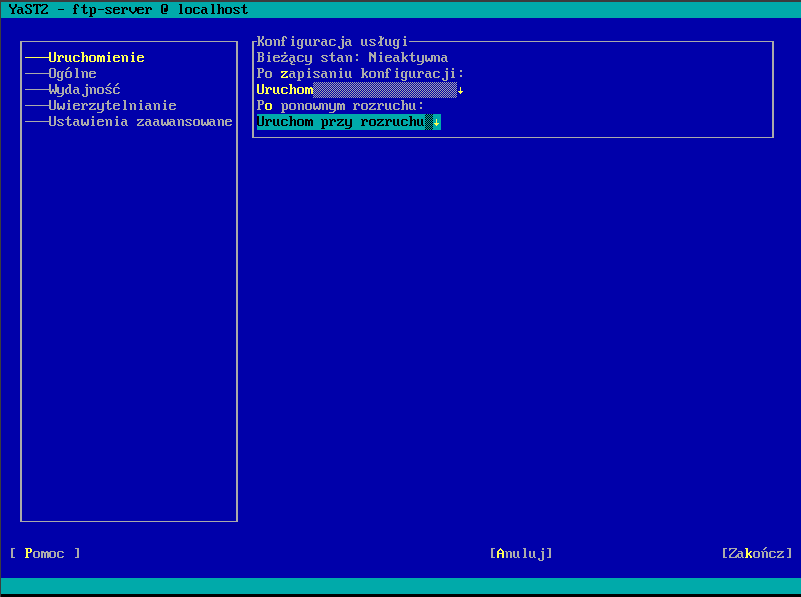 YaST2 - ftp-server @ localhost
Uruchomienie
Ogólne
Wydajność
Uwierzytelnianie
Ustawienia zaawansowane
Konfiguracja usługi
Bieżący stan: Nieaktywna
Po zapisaniu konfiguracji:
Uruchom↓
Po ponownym rozruchu:
Uruchom przy rozruchu↓
[ Pomoc ]
[Anuluj]
[Zakończ]